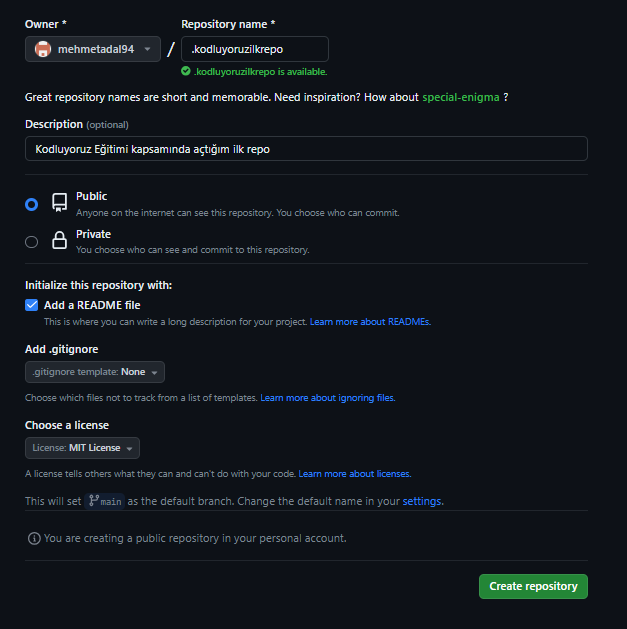 Owner * Repository name *
mehmetadal94 / .kodluyoruzilkrepo
.kodluyoruzilkrepo is available.
Great repository names are short and memorable. Need inspiration? How about special-enigma ?
Description (optional)
Kodluyoruz Eğitimi kapsamında açtığım ilk repo
Public
Anyone on the internet can see this repository. You choose who can commit.
Private
You choose who can see and commit to this repository.
Initialize this repository with:
Add a README file
This is where you can write a long description for your project. Learn more about READMEs.
Add .gitignore
.gitignore template: None
Choose which files not to track from a list of templates. Learn more about ignoring files.
Choose a license
License: MIT License
A license tells others what they can and can't do with your code. Learn more about licenses.
This will set main as the default branch. Change the default name in your settings.
You are creating a public repository in your personal account.
Create repository